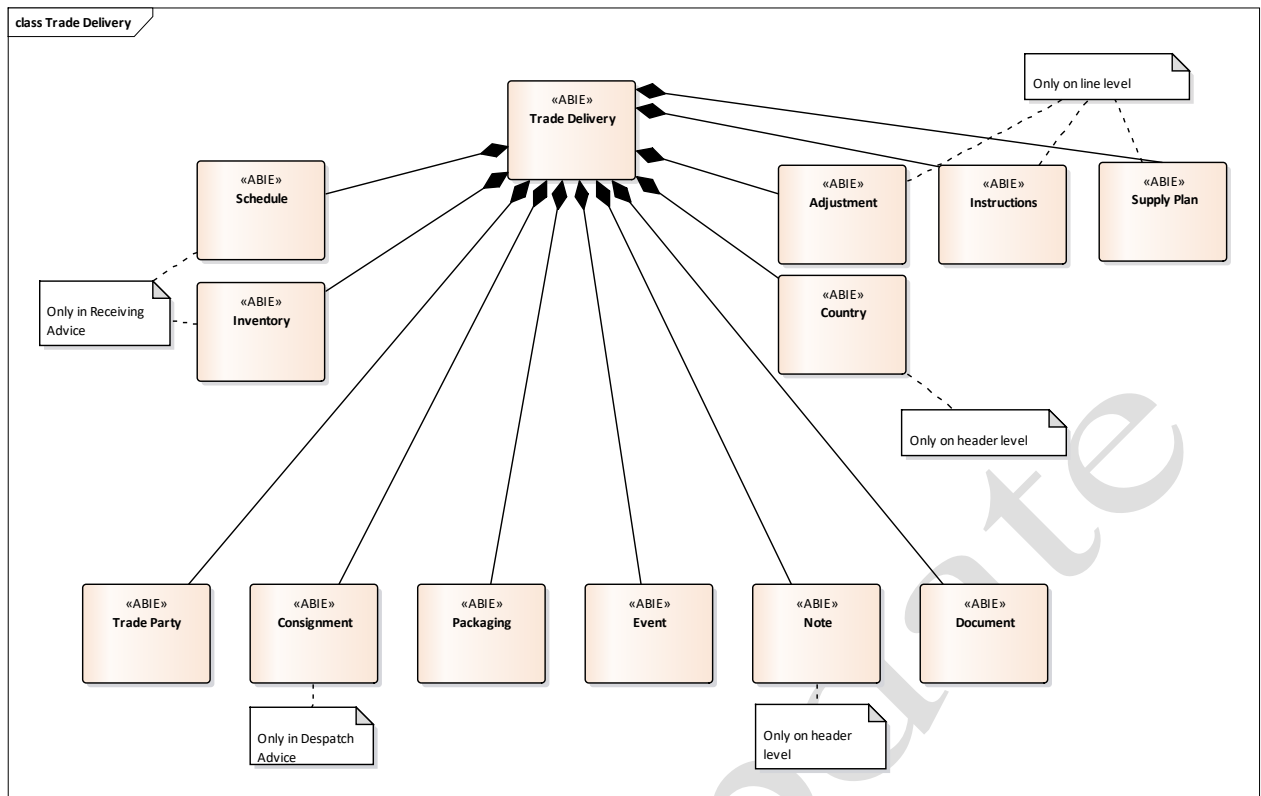 class Trade Delivery
Only on line level
«ABIE»
Trade Delivery
«ABIE»
Schedule
«ABIE»
Adjustment
«ABIE»
Instructions
«ABIE»
Supply Plan
Only in Receiving
Advice
«ABIE»
Inventory
«ABIE»
Country
Only on header level
«ABIE»
Trade Party
«ABIE»
Consignment
«ABIE»
Packaging
«ABIE»
Event
«ABIE»
Note
«ABIE»
Document
Only in Despatch
Advice
Only on header
level